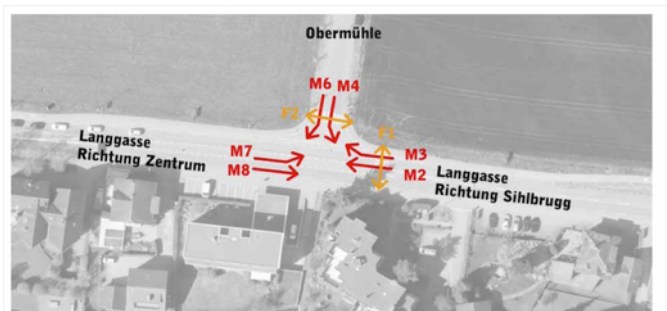 Obermühle
M6 M4
F2
F1
Langgasse
Richtung Zentrum
M7
M8
M3
M2
Langgasse
Richtung Sihlbrugg